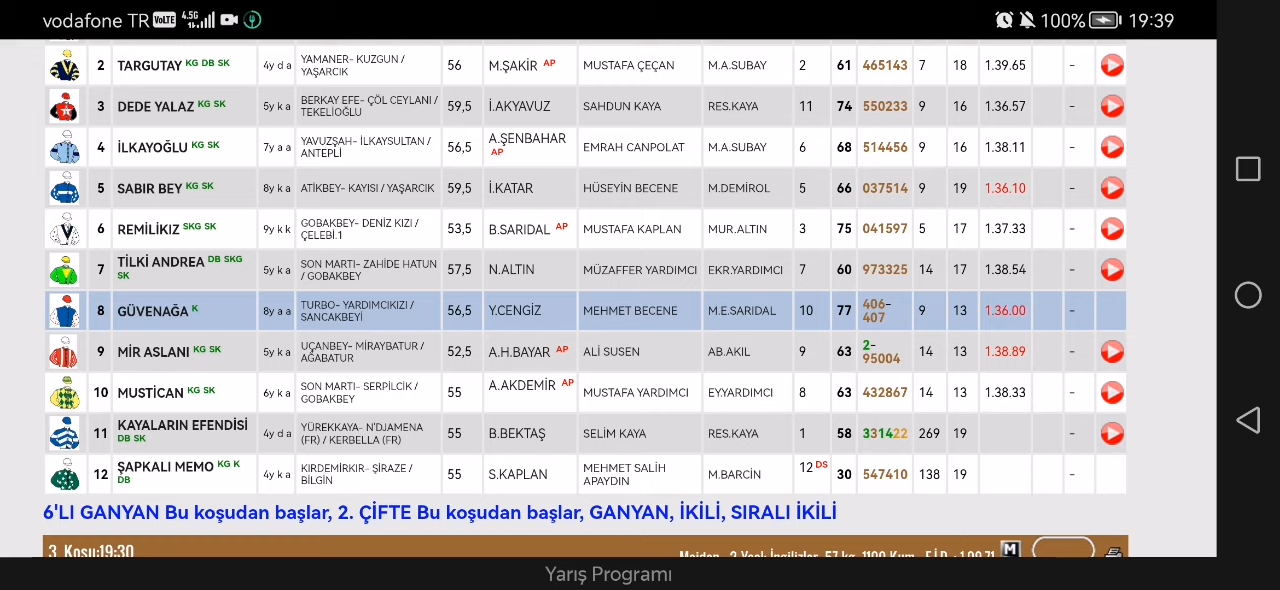 vodafone TR VoLTE 4.5G 100% 19:39
2 TARGUTAY KG DB SK 4y d a YAMANER- KUZGUN / YAŞARCIK 56 M.ŞAKİR AP MUSTAFA ÇEÇAN M.A.SUBAY 2 61 465143 7 18 1.39.65 -
3 DEDE YALAZ KG SK 5y k a BERKAY EFE- ÇÖL CEYLANI / TEKELİOĞLU 59,5 İ.AKYAVUZ SAHDUN KAYA RES.KAYA 11 74 550233 9 16 1.36.57 -
4 İLKAYOĞLU KG SK 7y a a YAVUZŞAH- İLKAYSULTAN / ANTEPLİ 56,5 A.ŞENBAHAR AP EMRAH CANPOLAT M.A.SUBAY 6 68 514456 9 16 1.38.11 -
5 SABIR BEY KG SK 8y k a ATİKBEY- KAYISI / YAŞARCIK 59,5 İ.KATAR HÜSEYİN BECENE M.DEMİROL 5 66 037514 9 19 1.36.10 -
6 REMİLİKIZ SKG SK 9y k k GOBAKBEY- DENİZ KIZI / ÇELEBİ.1 53,5 B.SARIDAL AP MUSTAFA KAPLAN MUR.ALTIN 3 75 041597 5 17 1.37.33 -
7 TİLKİ ANDREA DB SKG SK 5y k a SON MARTI- ZAHİDE HATUN / GOBAKBEY 57,5 N.ALTIN MÜZAFFER YARDIMCI EKR.YARDIMCI 7 60 973325 14 17 1.38.54 -
8 GÜVENAĞA K 8y a a TURBO- YARDIMCIKIZI / SANCAKBEYİ 56,5 Y.CENGİZ MEHMET BECENE M.E.SARIDAL 10 77 406-407 9 13 1.36.00 -
9 MİR ASLANI KG SK 5y k a UÇANBEY- MİRAYBATUR / AĞABATUR 52,5 A.H.BAYAR AP ALİ SUSEN AB.AKIL 9 63 2-95004 14 13 1.38.89 -
10 MUSTİCAN KG SK 6y k a SON MARTI- SERPİLCİK / GOBAKBEY 55 A.AKDEMİR AP MUSTAFA YARDIMCI EY.YARDIMCI 8 63 432867 14 13 1.38.33 -
11 KAYALARIN EFENDİSİ DB SK 4y d a YÜREKKAYA- N'DJAMENA (FR) / KERBELLA (FR) 55 B.BEKTAŞ SELİM KAYA RES.KAYA 1 58 331422 269 19 -
12 ŞAPKALI MEMO KG K DB 4y k a KIRDEMİRKIR- ŞİRAZE / BİLGİN 55 S.KAPLAN MEHMET SALİH APAYDIN M.BARCİN 12 DS 30 547410 138 19 -
6'LI GANYAN Bu koşudan başlar, 2. ÇİFTE Bu koşudan başlar, GANYAN, İKİLİ, SIRALI İKİLİ
3. Koşu:19:30 Maiden 2 Yaşlı İngilizler, 57 kg, 1100 Kum, E.İ.D. : 1.09.71 M
Yarış Programı